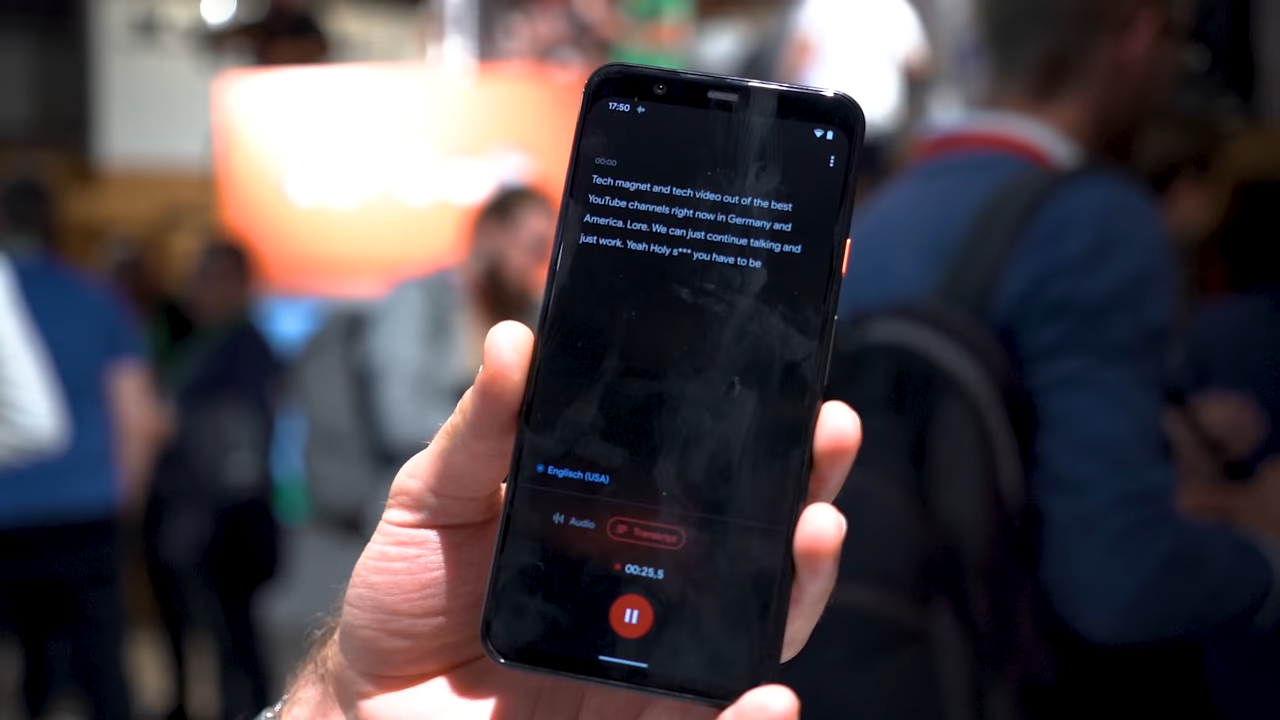 17:50
00:00
Tech magnet and tech video out of the best
YouTube channels right now in Germany and
America. Lore. We can just continue talking and
just work. Yeah Holy s*** you have to be
Englisch (USA)
Audio
Transkript
00:25,5